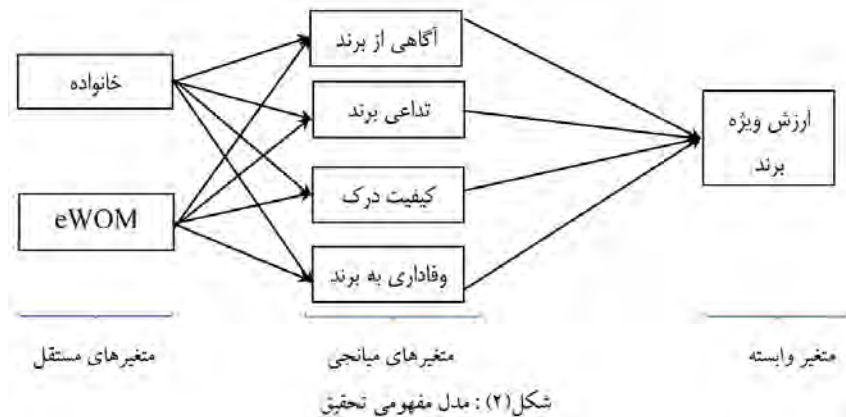 آگاهی از برند
خانواده
تداعی برند
ارزش ویژه
برند
کیفیت درک
eWOM
وفاداری به برند
متغیر وابسته
متغیرهای میانجی
متغیرهای مستقل
شکل(۲) : مدل مفهومی تحقیق